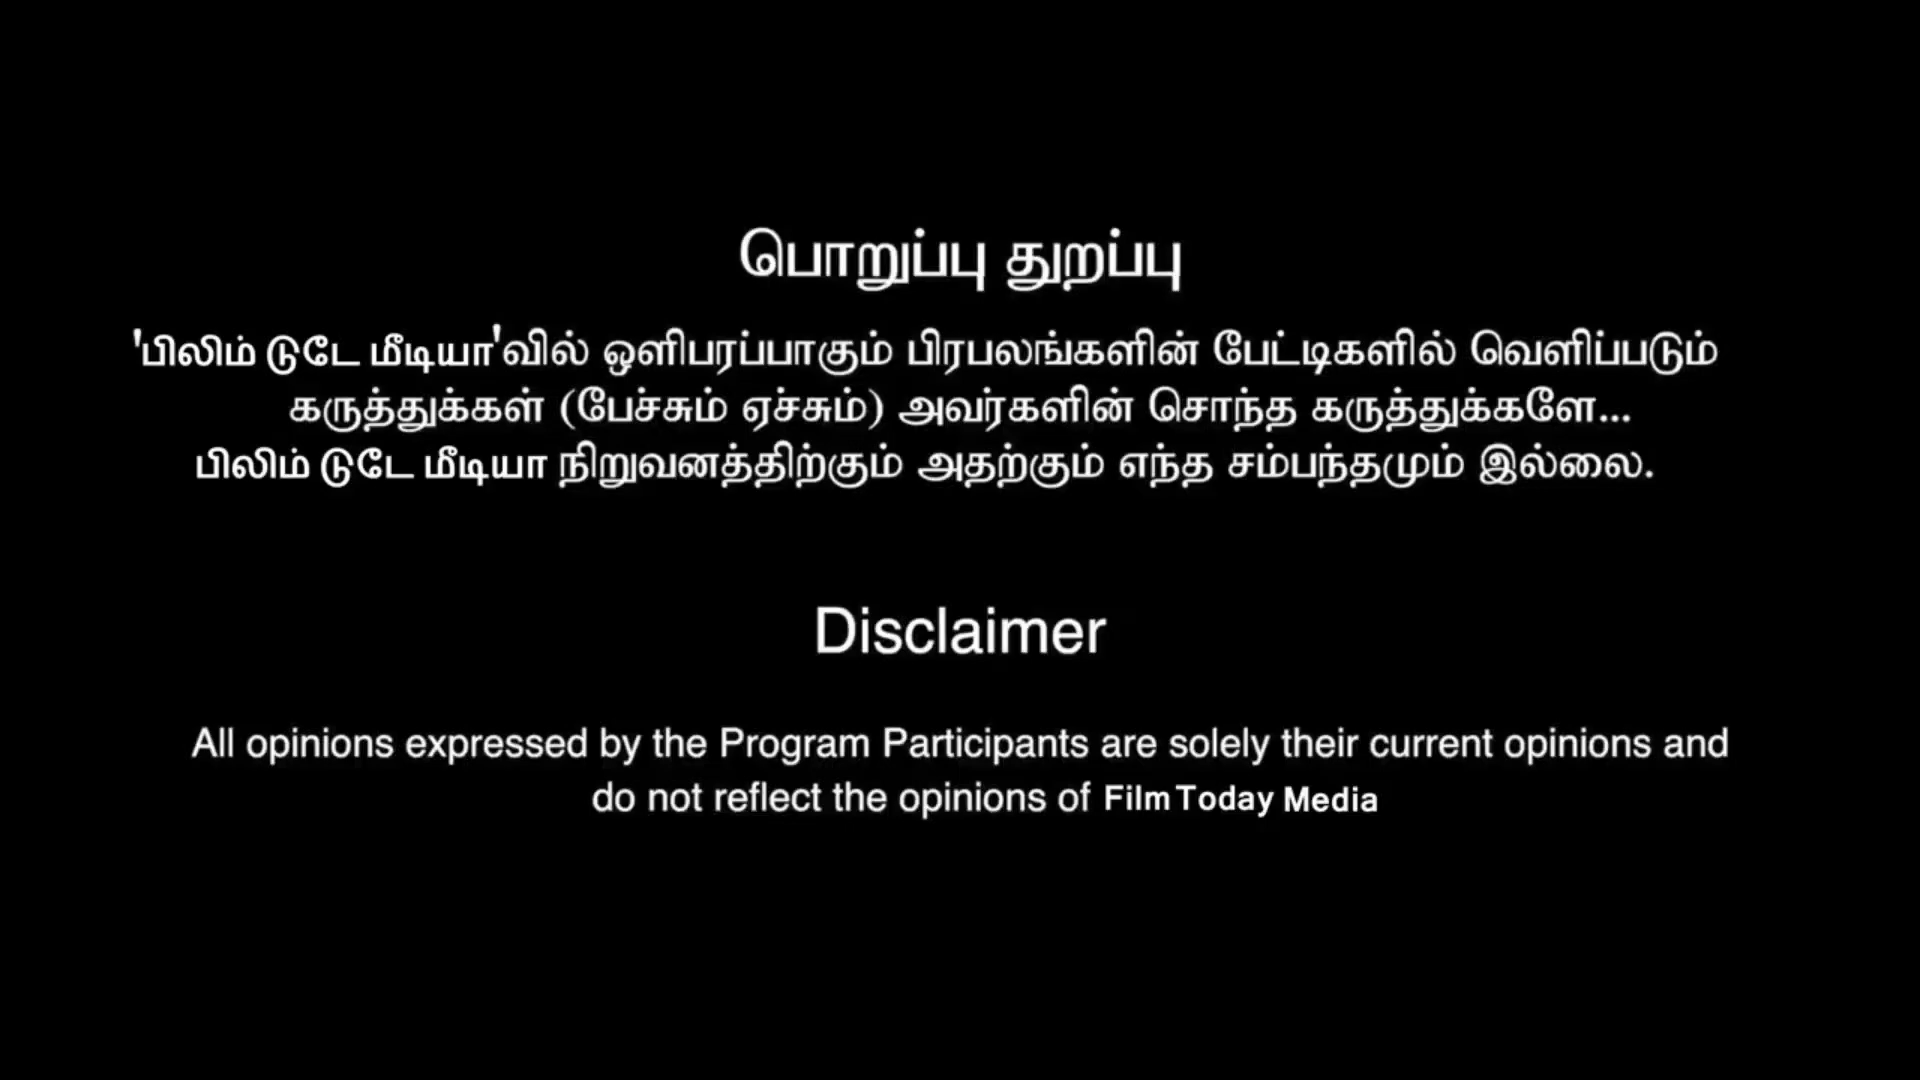 பொறுப்பு துறப்பு
'பிலிம் டுடே மீடியா'வில் ஒளிபரப்பாகும் பிரபலங்களின் பேட்டிகளில் வெளிப்படும்
கருத்துக்கள் (பேச்சும் ஏச்சும்) அவர்களின் சொந்த கருத்துக்களே...
பிலிம் டுடே மீடியா நிறுவனத்திற்கும் அதற்கும் எந்த சம்பந்தமும் இல்லை.
Disclaimer
All opinions expressed by the Program Participants are solely their current opinions and
do not reflect the opinions of Film Today Media